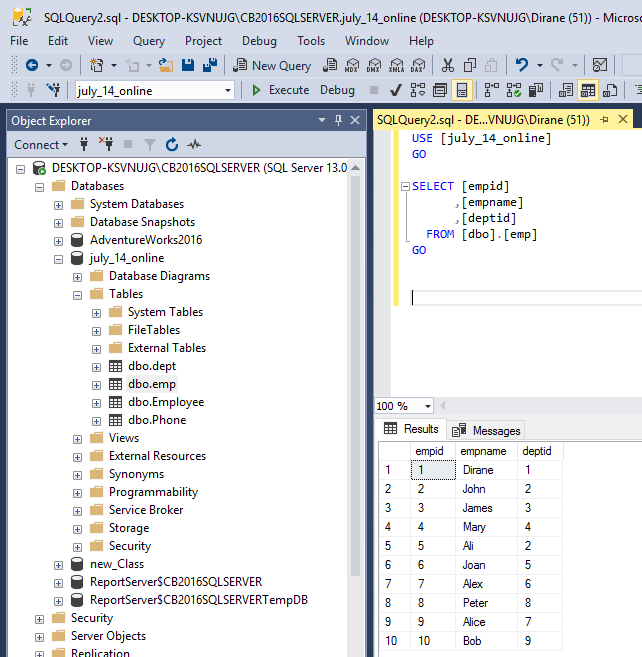 SQLQuery2.sql - DESKTOP-KSVNUJG\CB2016SQLSERVER.july_14_online (DESKTOP-KSVNUJG\Dirane (51)) - Micros
File Edit View Query Project Debug Tools Window Help
New Query MDX DMX XMLA DAX
july_14_online Execute Debug
Object Explorer
Connect
DESKTOP-KSVNUJG\CB2016SQLSERVER (SQL Server 13.0
Databases
System Databases
Database Snapshots
AdventureWorks2016
july_14_online
Database Diagrams
Tables
System Tables
FileTables
External Tables
dbo.dept
dbo.emp
dbo.Employee
dbo.Phone
Views
External Resources
Synonyms
Programmability
Service Broker
Storage
Security
new_Class
ReportServer$CB2016SQLSERVER
ReportServer$CB2016SQLSERVERTempDB
Security
Server Objects
Replication
SQLQuery2.sql - DE...VNUJG\Dirane (51))
USE [july_14_online]
GO
SELECT [empid]
,[empname]
,[deptid]
FROM [dbo].[emp]
GO
100 %
Results Messages
empid empname deptid
1 1 Dirane 1
2 2 John 2
3 3 James 3
4 4 Mary 4
5 5 Ali 2
6 6 Joan 5
7 7 Alex 6
8 8 Peter 8
9 9 Alice 7
10 10 Bob 9